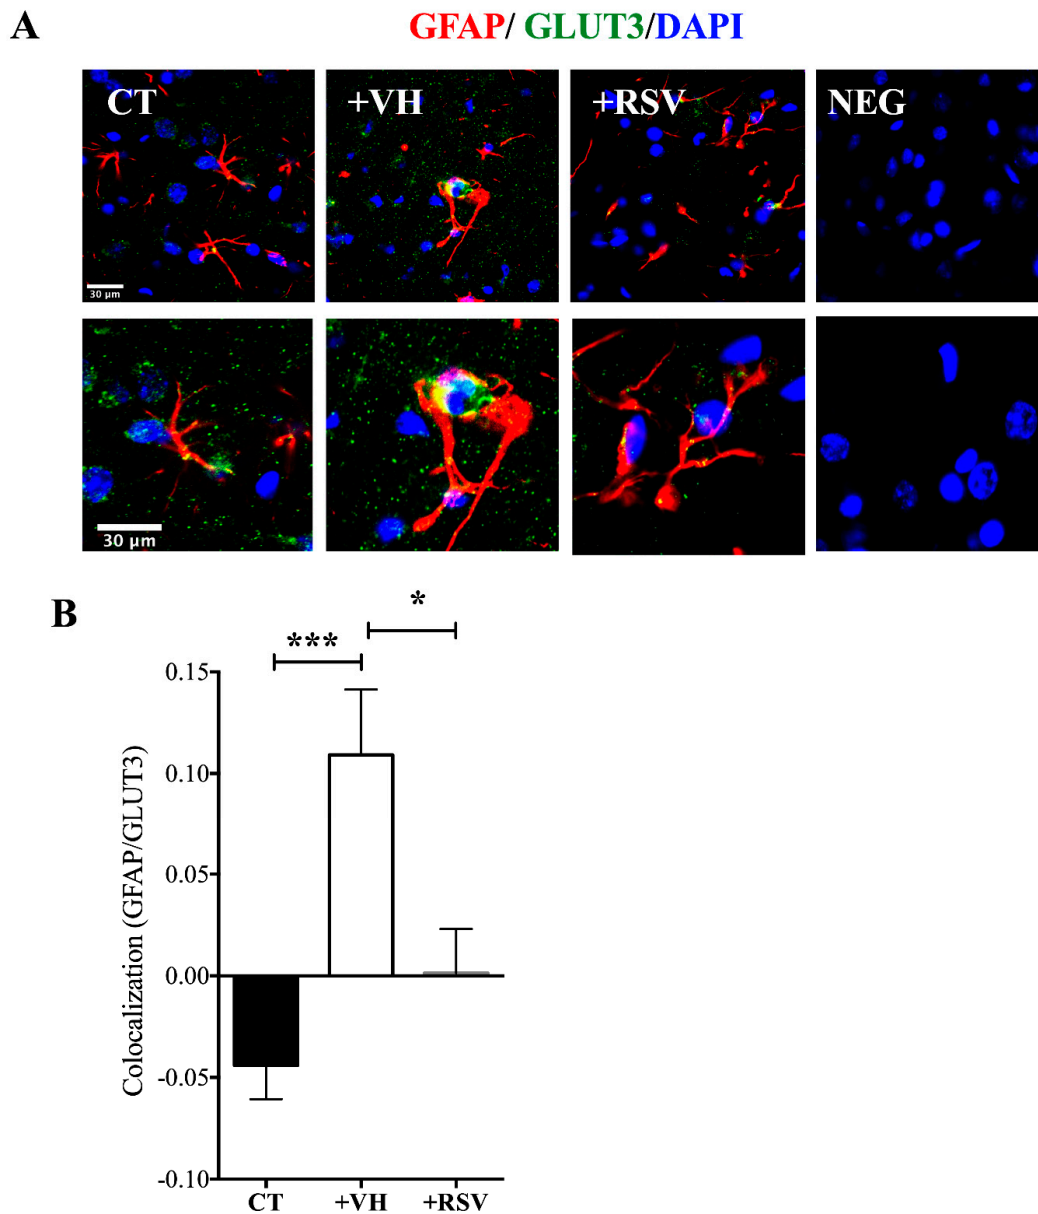 A
GFAP/ GLUT3/DAPI
CT
+VH
+RSV
NEG
30 μm
30 μm
B
*
***
0.15
0.10
0.05
0.00
-0.05
-0.10
Colocalization (GFAP/GLUT3)
CT
+VH
+RSV